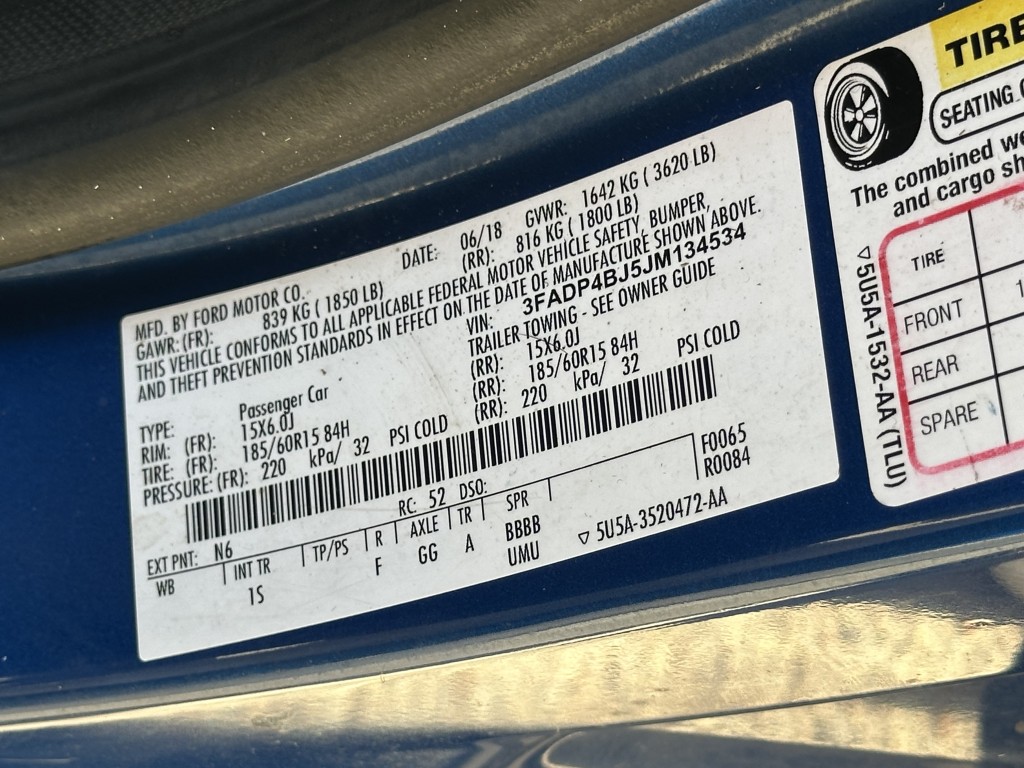 MFD. BY FORD MOTOR CO.
DATE: 06/18 GVWR: 1642 KG ( 3620 LB)
GAWR: (FR): 839 KG ( 1850 LB) (RR): 816 KG ( 1800 LB)
THIS VEHICLE CONFORMS TO ALL APPLICABLE FEDERAL MOTOR VEHICLE SAFETY, BUMPER,
AND THEFT PREVENTION STANDARDS IN EFFECT ON THE DATE OF MANUFACTURE SHOWN ABOVE.
VIN: 3FADP4BJ5JM134534
TYPE: Passenger Car TRAILER TOWING - SEE OWNER GUIDE
RIM: (FR): 15X6.0J (RR): 15X6.0J
TIRE: (FR): 185/60R15 84H (RR): 185/60R15 84H
PRESSURE: (FR): 220 kPa/ 32 PSI COLD (RR): 220 kPa/ 32 PSI COLD
EXT PNT: N6 RC: 52 DSO:
WB INT TR TP/PS R AXLE TR SPR F0065
1S F GG A BBBB R0084
UMU
▽ 5U5A-3520472-AA
TIRE
SEATING
The combined
and cargo
TIRE
FRONT
REAR
SPARE
▽5U5A-1532-AA (TLU)